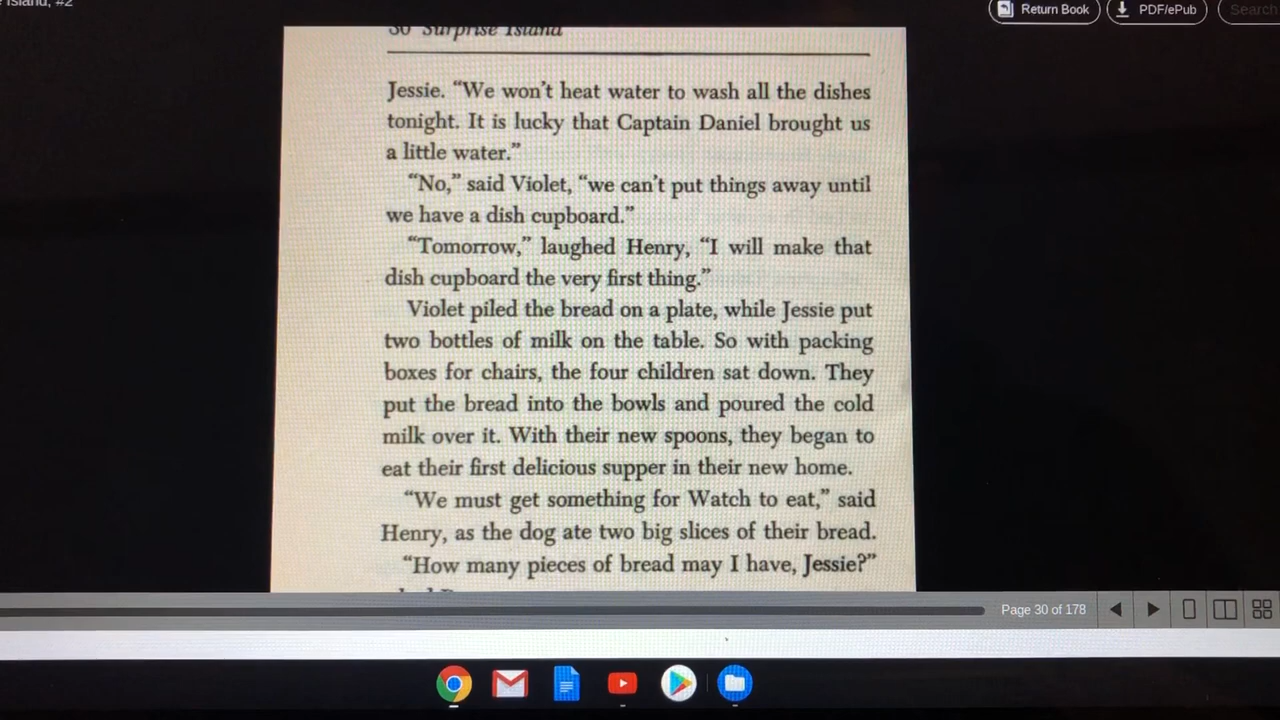 Island, #2
Return Book
PDF/ePub
Search
30 Surprise Island
Jessie. “We won’t heat water to wash all the dishes
tonight. It is lucky that Captain Daniel brought us
a little water.”
“No,” said Violet, “we can’t put things away until
we have a dish cupboard.”
“Tomorrow,” laughed Henry, “I will make that
dish cupboard the very first thing.”
Violet piled the bread on a plate, while Jessie put
two bottles of milk on the table. So with packing
boxes for chairs, the four children sat down. They
put the bread into the bowls and poured the cold
milk over it. With their new spoons, they began to
eat their first delicious supper in their new home.
“We must get something for Watch to eat,” said
Henry, as the dog ate two big slices of their bread.
“How many pieces of bread may I have, Jessie?”
Page 30 of 178